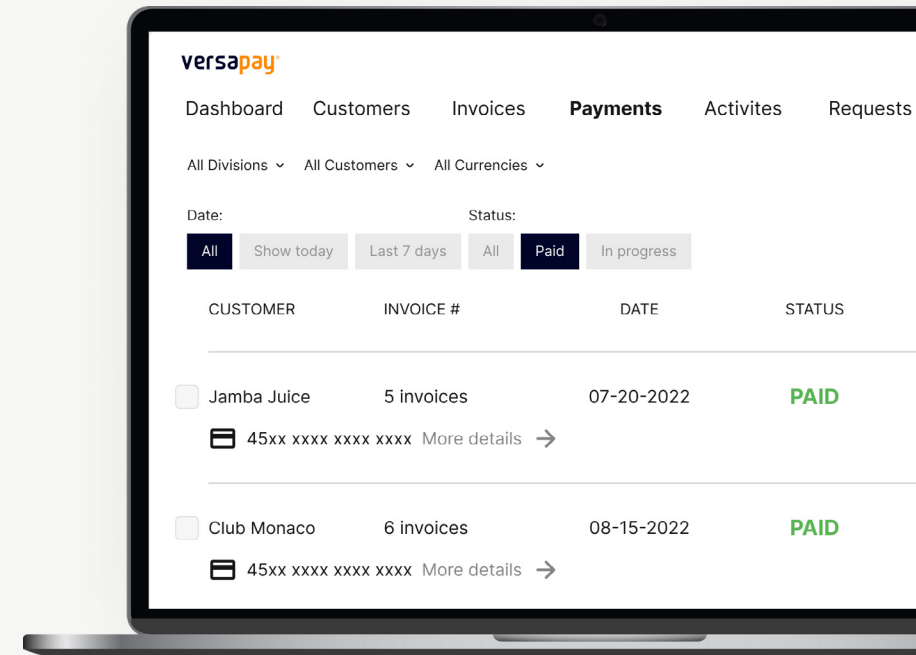 versapay
Dashboard Customers Invoices Payments Activites Requests
All Divisions All Customers All Currencies
Date: Status:
All Show today Last 7 days All Paid In progress
CUSTOMER INVOICE # DATE STATUS
Jamba Juice 5 invoices 07-20-2022 PAID
45xx xxxx xxxx xxxx More details
Club Monaco 6 invoices 08-15-2022 PAID
45xx xxxx xxxx xxxx More details